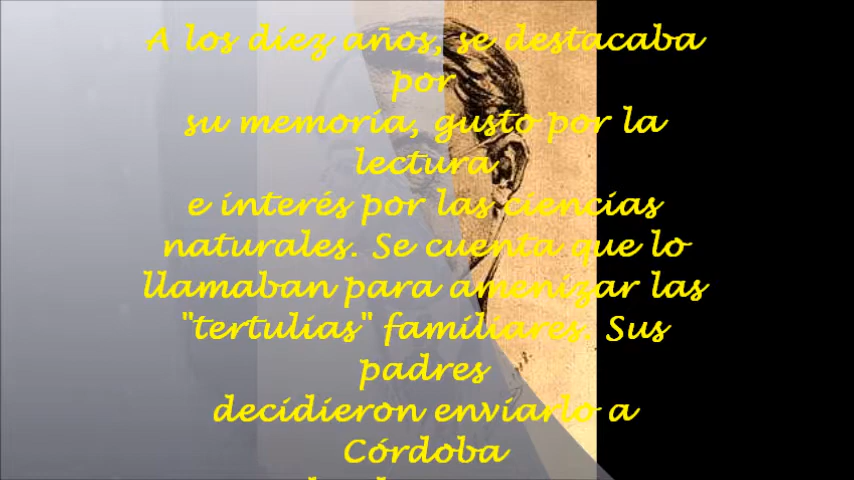 A los diez años, se destacaba
por
su memoria, gusto por la
lectura
e interés por las ciencias
naturales. Se cuenta que lo
llamaban para amenizar las
"tertulias" familiares. Sus
padres
decidieron enviarlo a
Córdoba